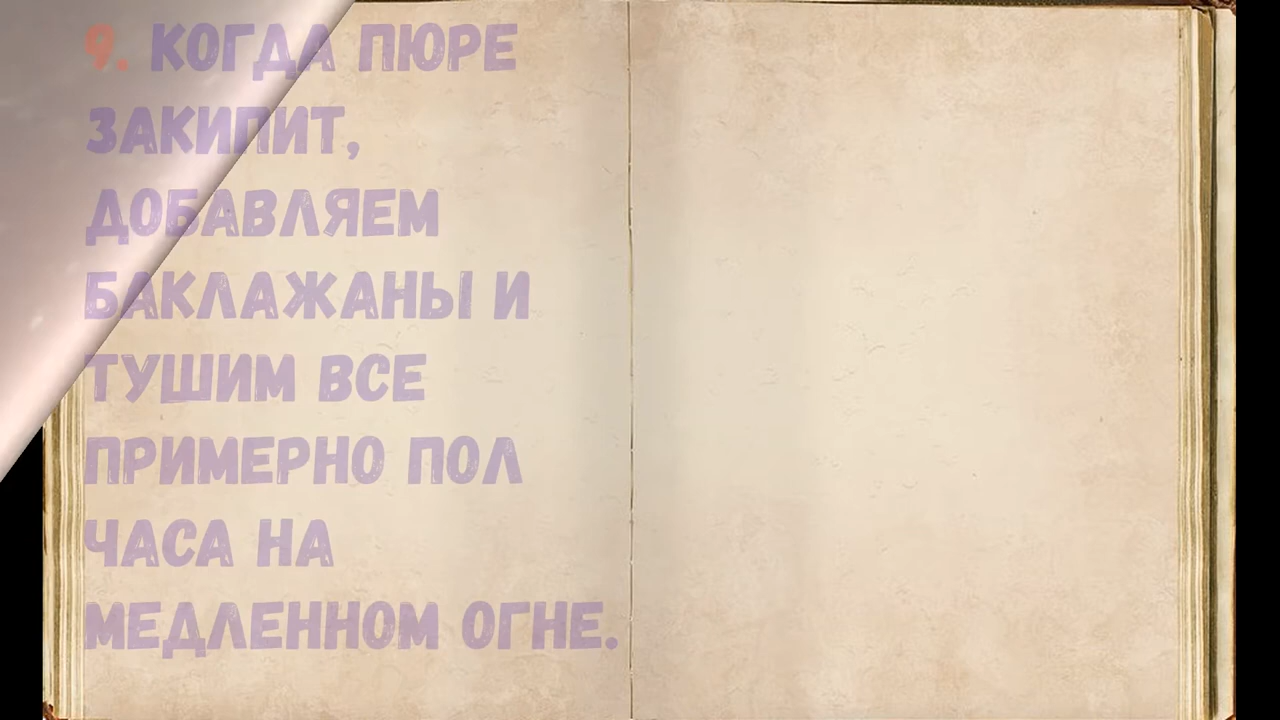 9. КОГДА ПЮРЕ
ЗАКИПИТ,
ДОБАВЛЯЕМ
БАКЛАЖАНЫ И
ТУШИМ ВСЕ
ПРИМЕРНО ПОЛ
ЧАСА НА
МЕДЛЕННОМ ОГНЕ.